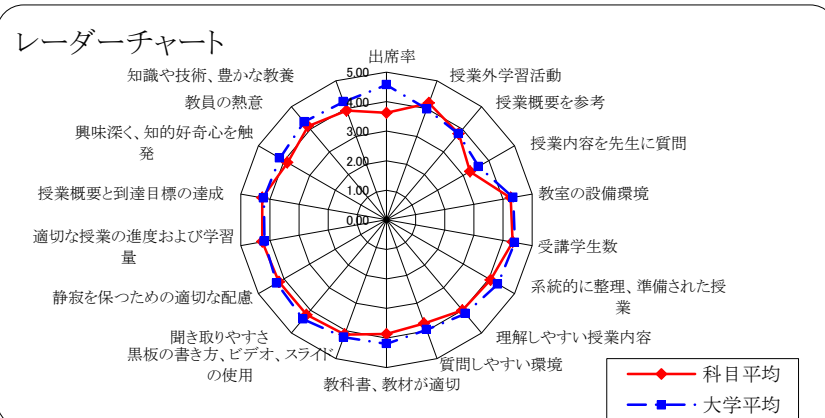 レーダーチャート
出席率
授業外学習活動
授業概要を参考
授業内容を先生に質問
教室の設備環境
受講学生数
系統的に整理、準備された授
業
理解しやすい授業内容
質問しやすい環境
教科書、教材が適切
黒板の書き方、ビデオ、スライド
の使用
聞き取りやすさ
静寂を保つための適切な配慮
適切な授業の進度および学習
量
授業概要と到達目標の達成
興味深く、知的好奇心を触
発
教員の熱意
知識や技術、豊かな教養
5.00
4.00
3.00
2.00
1.00
0.00
科目平均
大学平均